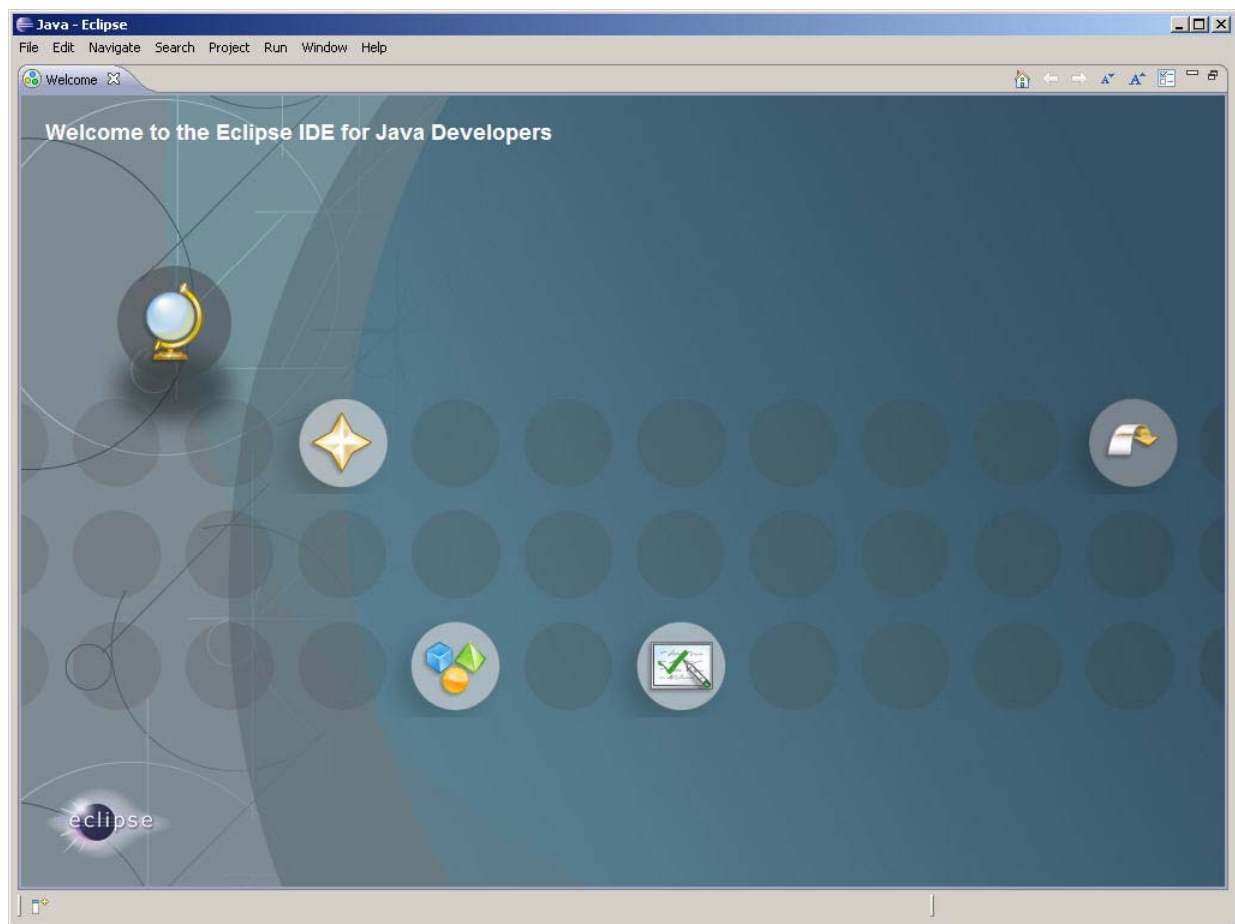 Java - Eclipse
File Edit Navigate Search Project Run Window Help
Welcome
Welcome to the Eclipse IDE for Java Developers
eclipse